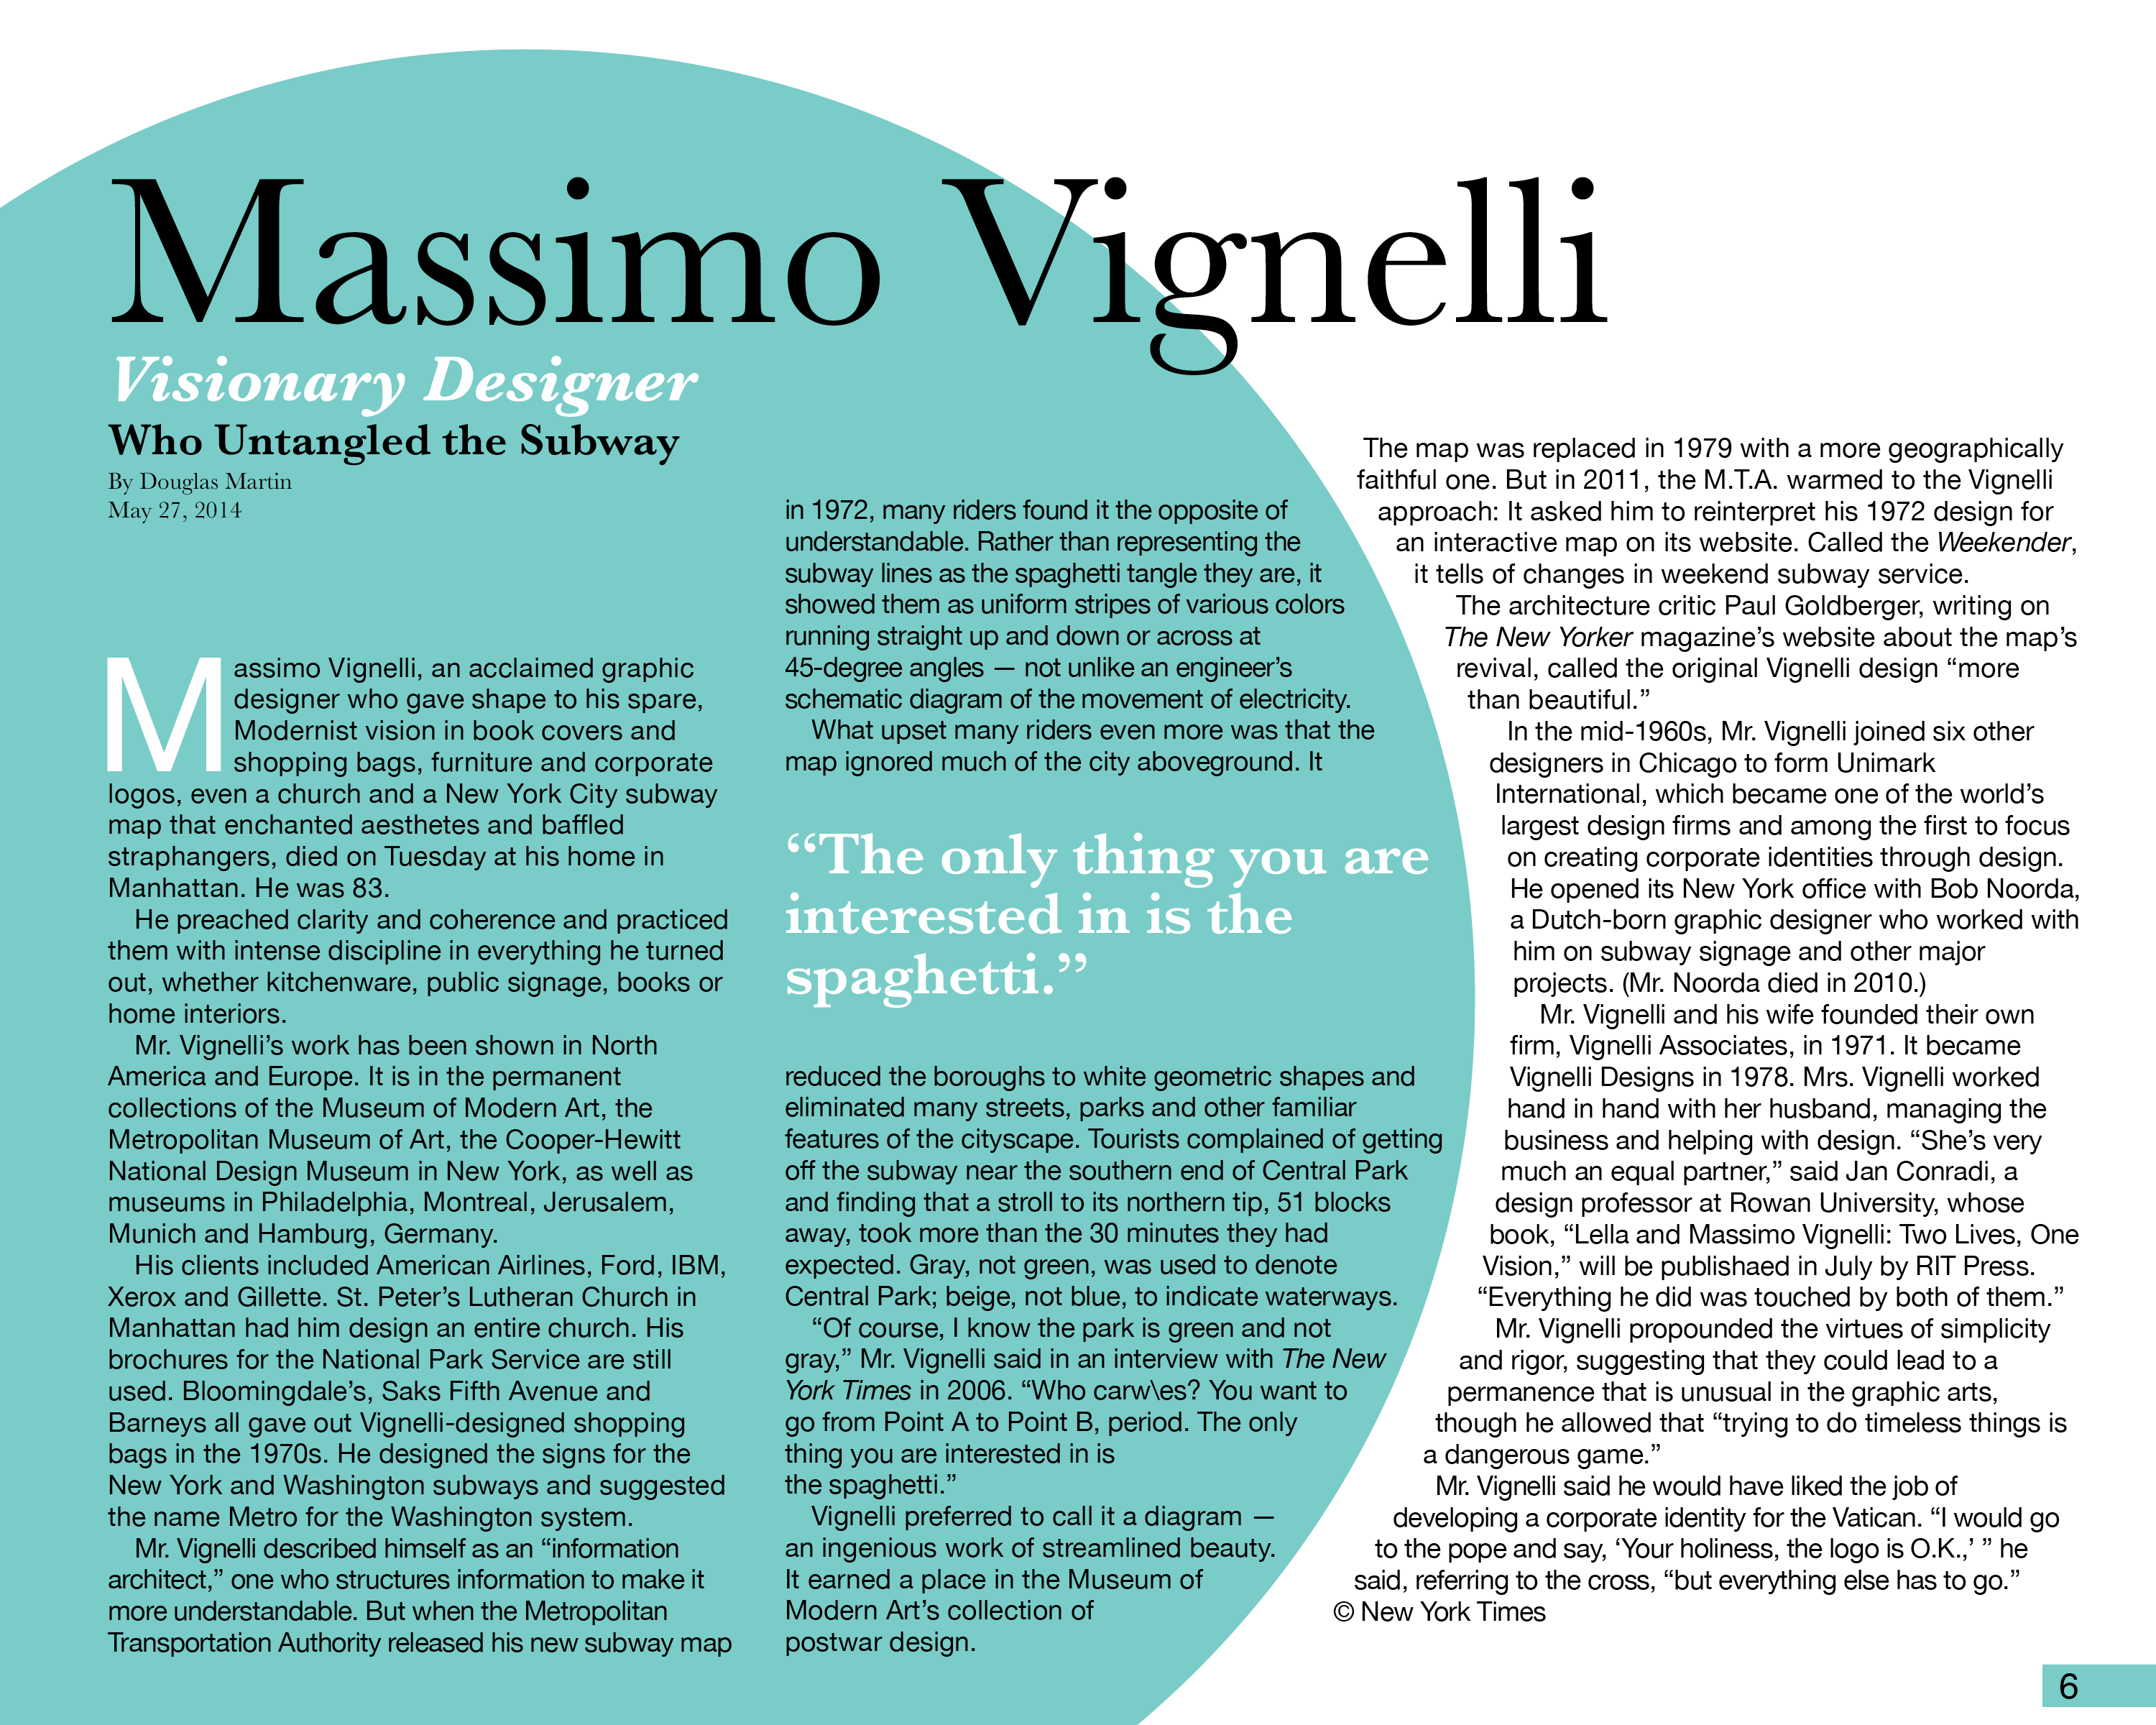 Massimo Vignelli
Visionary Designer
Who Untangled the Subway
By Douglas Martin
May 27, 2014
Massimo Vignelli, an acclaimed graphic
designer who gave shape to his spare,
Modernist vision in book covers and
shopping bags, furniture and corporate
logos, even a church and a New York City subway
map that enchanted aesthetes and baffled
straphangers, died on Tuesday at his home in
Manhattan. He was 83.
He preached clarity and coherence and practiced
them with intense discipline in everything he turned
out, whether kitchenware, public signage, books or
home interiors.
Mr. Vignelli’s work has been shown in North
America and Europe. It is in the permanent
collections of the Museum of Modern Art, the
Metropolitan Museum of Art, the Cooper-Hewitt
National Design Museum in New York, as well as
museums in Philadelphia, Montreal, Jerusalem,
Munich and Hamburg, Germany.
His clients included American Airlines, Ford, IBM,
Xerox and Gillette. St. Peter’s Lutheran Church in
Manhattan had him design an entire church. His
brochures for the National Park Service are still
used. Bloomingdale’s, Saks Fifth Avenue and
Barneys all gave out Vignelli-designed shopping
bags in the 1970s. He designed the signs for the
New York and Washington subways and suggested
the name Metro for the Washington system.
Mr. Vignelli described himself as an “information
architect,” one who structures information to make it
more understandable. But when the Metropolitan
Transportation Authority released his new subway map
in 1972, many riders found it the opposite of
understandable. Rather than representing the
subway lines as the spaghetti tangle they are, it
showed them as uniform stripes of various colors
running straight up and down or across at
45-degree angles — not unlike an engineer’s
schematic diagram of the movement of electricity.
What upset many riders even more was that the
map ignored much of the city aboveground. It
“The only thing you are
interested in is the
spaghetti.”
reduced the boroughs to white geometric shapes and
eliminated many streets, parks and other familiar
features of the cityscape. Tourists complained of getting
off the subway near the southern end of Central Park
and finding that a stroll to its northern tip, 51 blocks
away, took more than the 30 minutes they had
expected. Gray, not green, was used to denote
Central Park; beige, not blue, to indicate waterways.
“Of course, I know the park is green and not
gray,” Mr. Vignelli said in an interview with The New
York Times in 2006. “Who carw\es? You want to
go from Point A to Point B, period. The only
thing you are interested in is
the spaghetti.”
Vignelli preferred to call it a diagram —
an ingenious work of streamlined beauty.
It earned a place in the Museum of
Modern Art’s collection of
postwar design.
The map was replaced in 1979 with a more geographically
faithful one. But in 2011, the M.T.A. warmed to the Vignelli
approach: It asked him to reinterpret his 1972 design for
an interactive map on its website. Called the Weekender,
it tells of changes in weekend subway service.
The architecture critic Paul Goldberger, writing on
The New Yorker magazine’s website about the map’s
revival, called the original Vignelli design “more
than beautiful.”
In the mid-1960s, Mr. Vignelli joined six other
designers in Chicago to form Unimark
International, which became one of the world’s
largest design firms and among the first to focus
on creating corporate identities through design.
He opened its New York office with Bob Noorda,
a Dutch-born graphic designer who worked with
him on subway signage and other major
projects. (Mr. Noorda died in 2010.)
Mr. Vignelli and his wife founded their own
firm, Vignelli Associates, in 1971. It became
Vignelli Designs in 1978. Mrs. Vignelli worked
hand in hand with her husband, managing the
business and helping with design. “She’s very
much an equal partner,” said Jan Conradi, a
design professor at Rowan University, whose
book, “Lella and Massimo Vignelli: Two Lives, One
Vision,” will be publishaed in July by RIT Press.
“Everything he did was touched by both of them.”
Mr. Vignelli propounded the virtues of simplicity
and rigor, suggesting that they could lead to a
permanence that is unusual in the graphic arts,
though he allowed that “trying to do timeless things is
a dangerous game.”
Mr. Vignelli said he would have liked the job of
developing a corporate identity for the Vatican. “I would go
to the pope and say, ‘Your holiness, the logo is O.K.,’ ” he
said, referring to the cross, “but everything else has to go.”
© New York Times
6